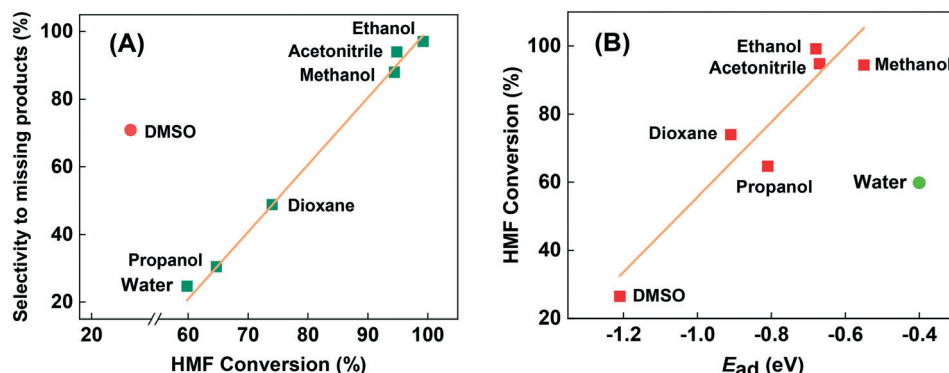 (A)
Selectivity to missing products (%)
100
80
60
40
20
Ethanol
Acetonitrile
Methanol
DMSO
Dioxane
Propanol
Water
20
60
70
80
90
100
HMF Conversion (%)
(B)
HMF Conversion (%)
100
80
60
40
20
Ethanol
Acetonitrile
Methanol
Dioxane
Propanol
Water
DMSO
-1.2
-1.0
-0.8
-0.6
-0.4
Ead (eV)